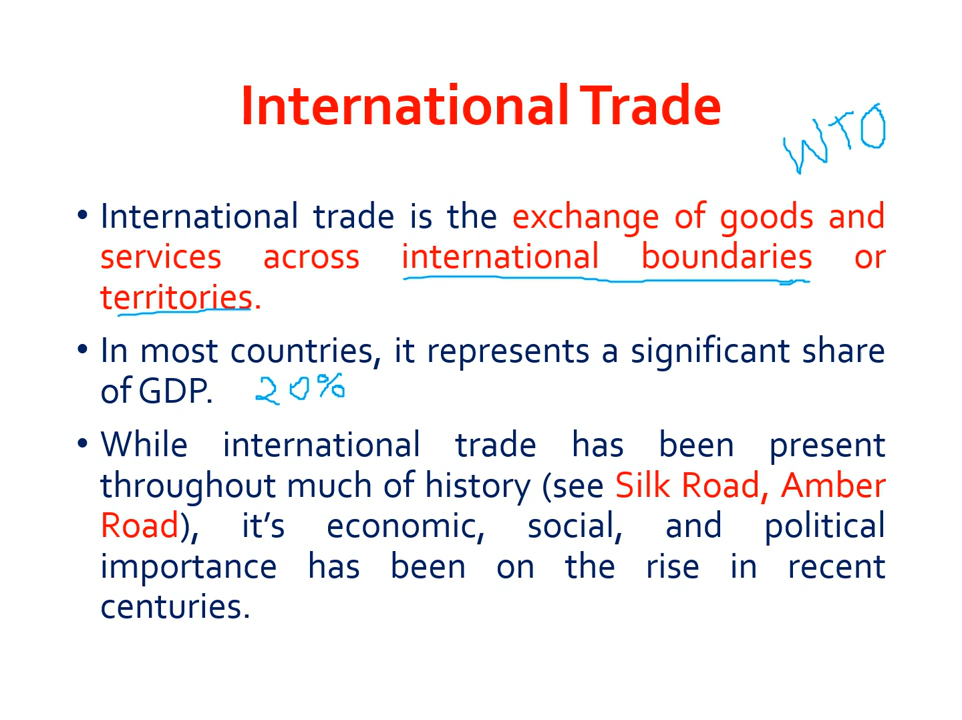 International Trade
WTO
• International trade is the exchange of goods and
services across international boundaries or
territories.
• In most countries, it represents a significant share
of GDP. 20%
• While international trade has been present
throughout much of history (see Silk Road, Amber
Road), it’s economic, social, and political
importance has been on the rise in recent
centuries.